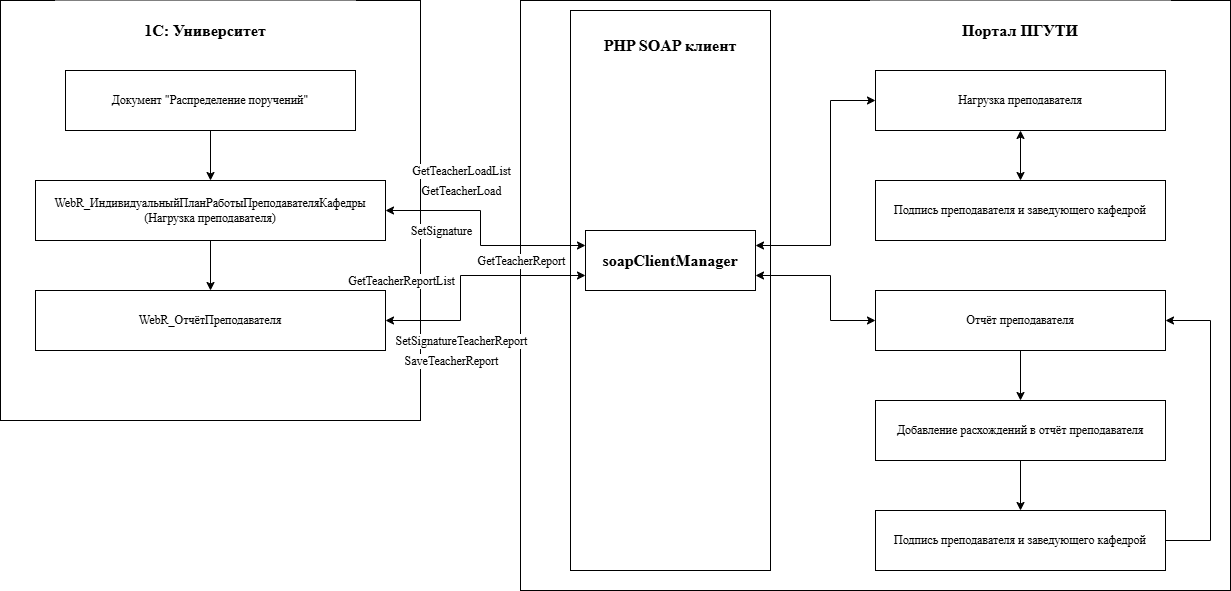 1С: Университет
Документ "Распределение поручений"
WebR_ИндивидуальныйПланРаботыПреподавателяКафедры
(Нагрузка преподавателя)
WebR_ОтчётПреподавателя
GetTeacherLoadList
GetTeacherLoad
SetSignature
GetTeacherReport
GetTeacherReportList
SetSignatureTeacherReport
SaveTeacherReport
PHP SOAP клиент
soapClientManager
Портал ПГУТИ
Нагрузка преподавателя
Подпись преподавателя и заведующего кафедрой
Отчёт преподавателя
Добавление расхождений в отчёт преподавателя
Подпись преподавателя и заведующего кафедрой